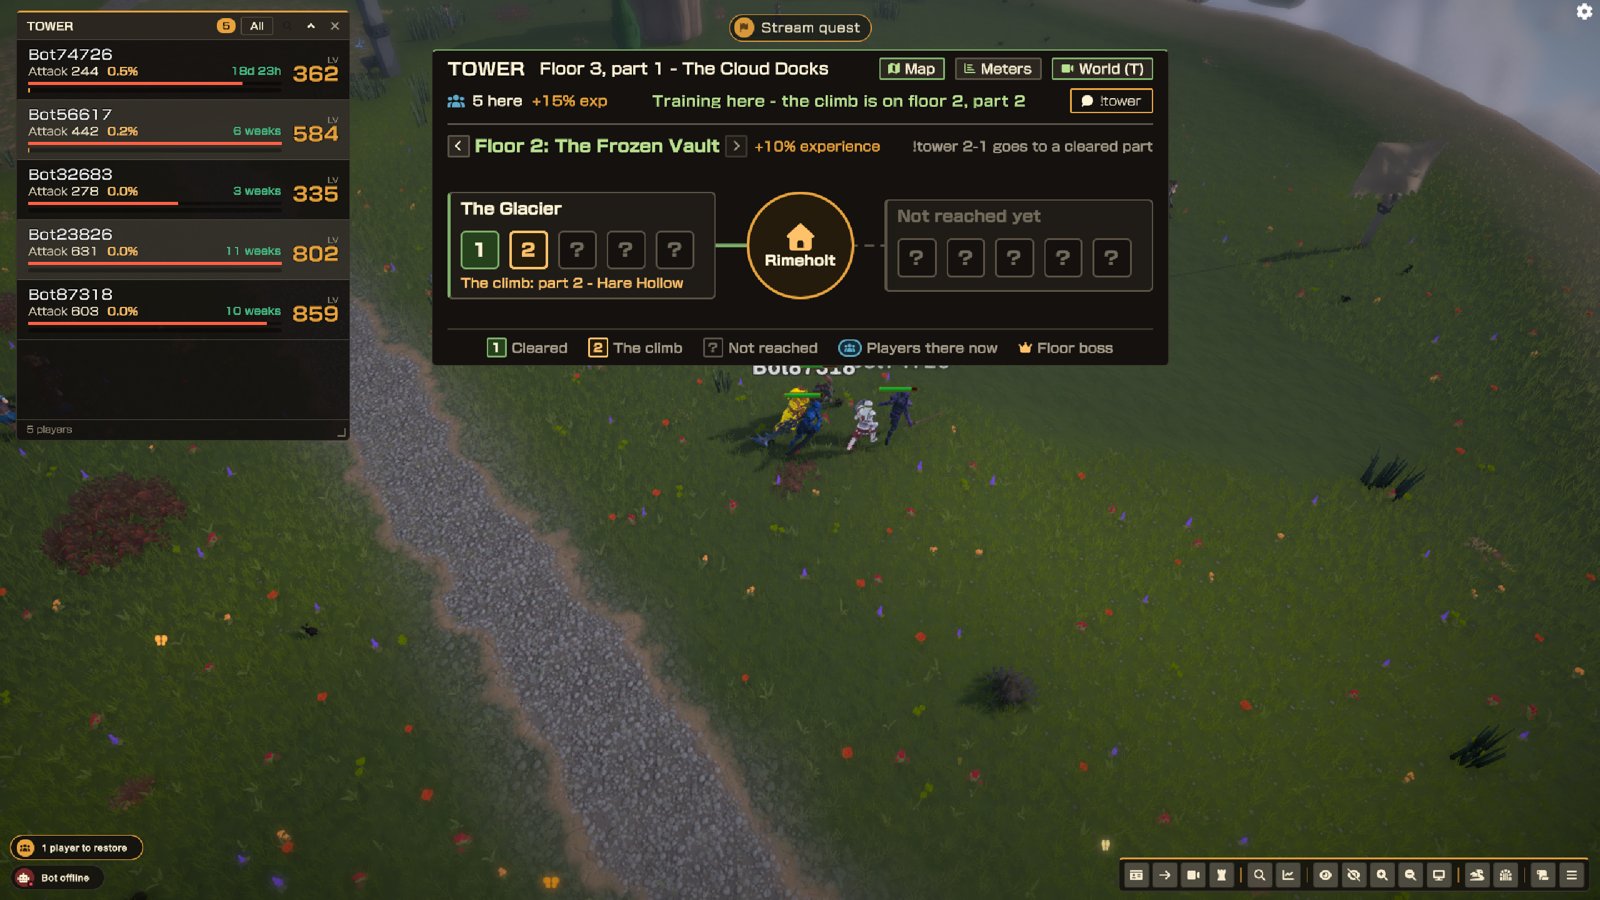 TOWER
5
All
Bot74726
Attack 244 0.5%
18d 23h
LV
362
Bot56617
Attack 442 0.2%
6 weeks
LV
584
Bot32683
Attack 278 0.0%
3 weeks
LV
335
Bot23826
Attack 631 0.0%
11 weeks
LV
802
Bot87318
Attack 603 0.0%
10 weeks
LV
859
5 players
Stream quest
TOWER Floor 3, part 1 - The Cloud Docks
Map
Meters
World (T)
5 here +15% exp
Training here - the climb is on floor 2, part 2
!tower
Floor 2: The Frozen Vault
+10% experience
!tower 2-1 goes to a cleared part
The Glacier
1 2 ? ? ?
The climb: part 2 - Hare Hollow
Rimeholt
Not reached yet
? ? ? ? ?
1 Cleared
2 The climb
? Not reached
Players there now
Floor boss
Bot87318
1 player to restore
Bot offline